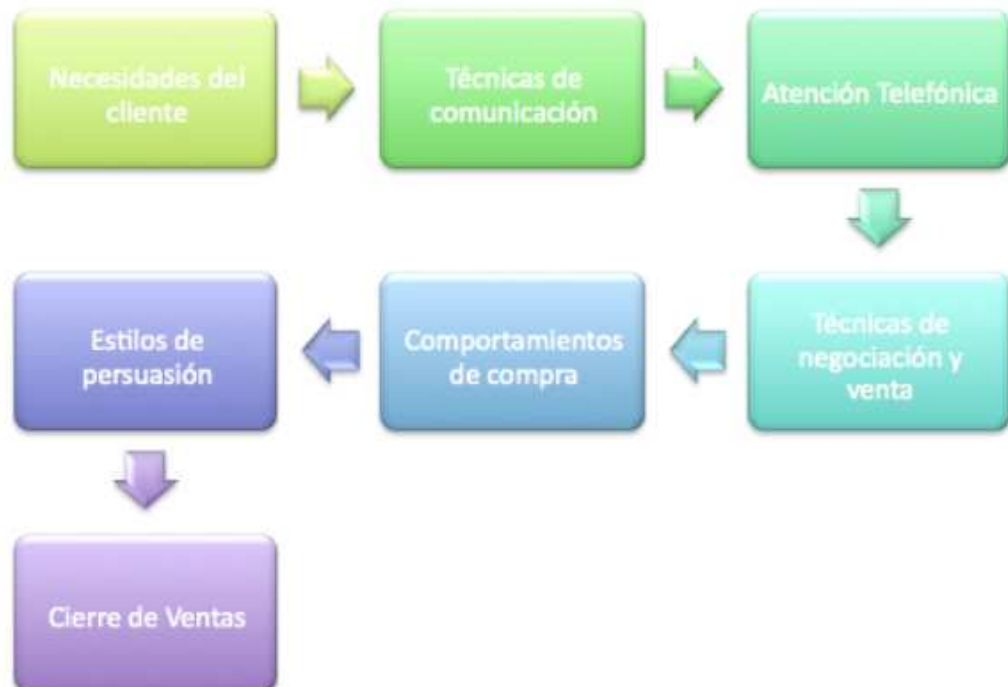 Necesidades del
cliente
Técnicas de
comunicación
Atención Telefónica
Técnicas de
negociación y
venta
Comportamientos
de compra
Estilos de
persuasión
Cierre de Ventas